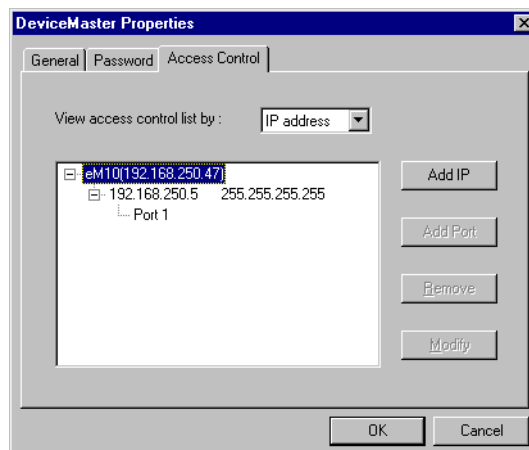 DeviceMaster Properties
General Password Access Control
View access control list by : IP address
eM10(192.168.250.47) Add IP
192.168.250.5 255.255.255.255
Port 1 Add Port
Remove
Modify
OK Cancel